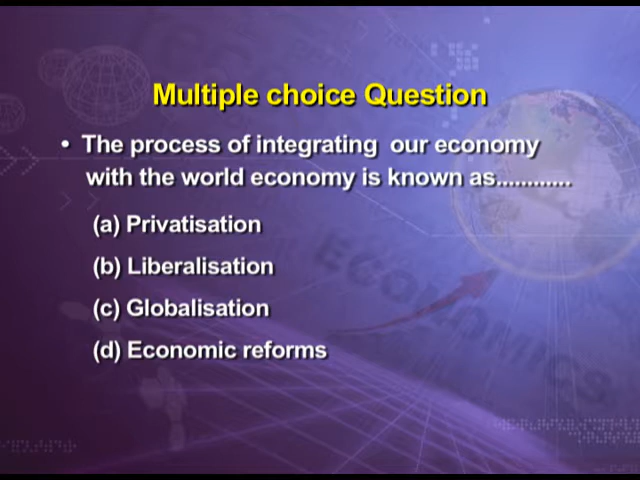 Multiple choice Question
• The process of integrating our economy
with the world economy is known as............
(a) Privatisation
(b) Liberalisation
(c) Globalisation
(d) Economic reforms
ECONOMICS